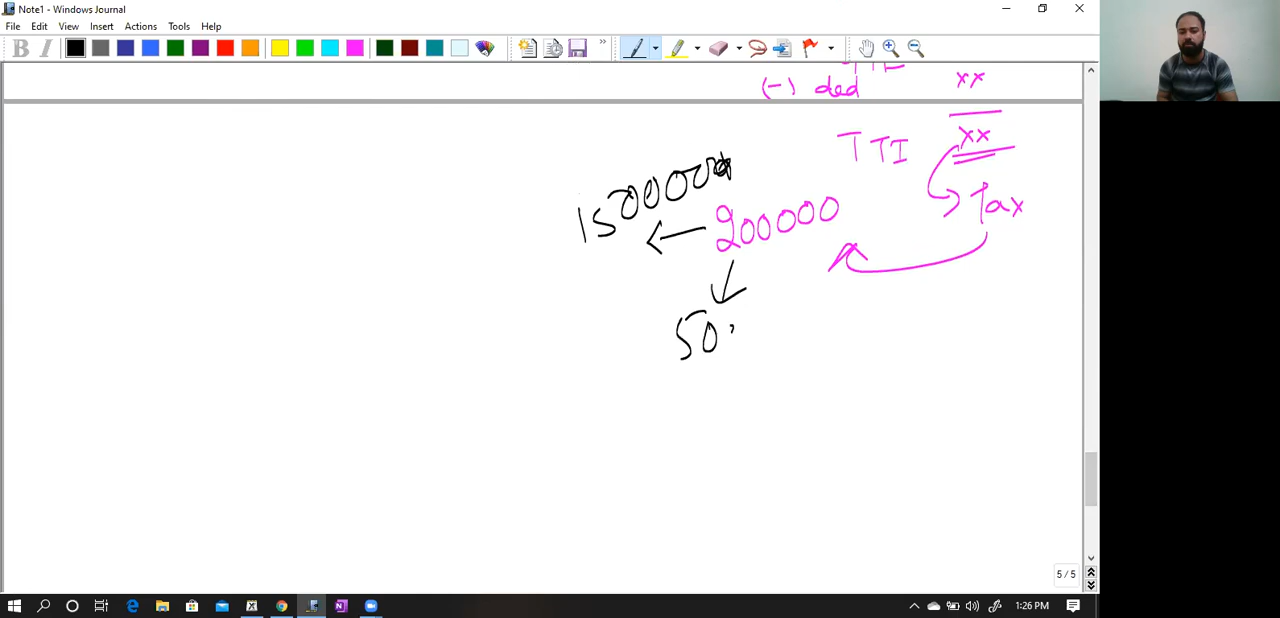 Note1 - Windows Journal
File Edit View Insert Actions Tools Help
B I
(-) ded xx
TTI xx
Tax
200000
50
5 / 5
1:26 PM